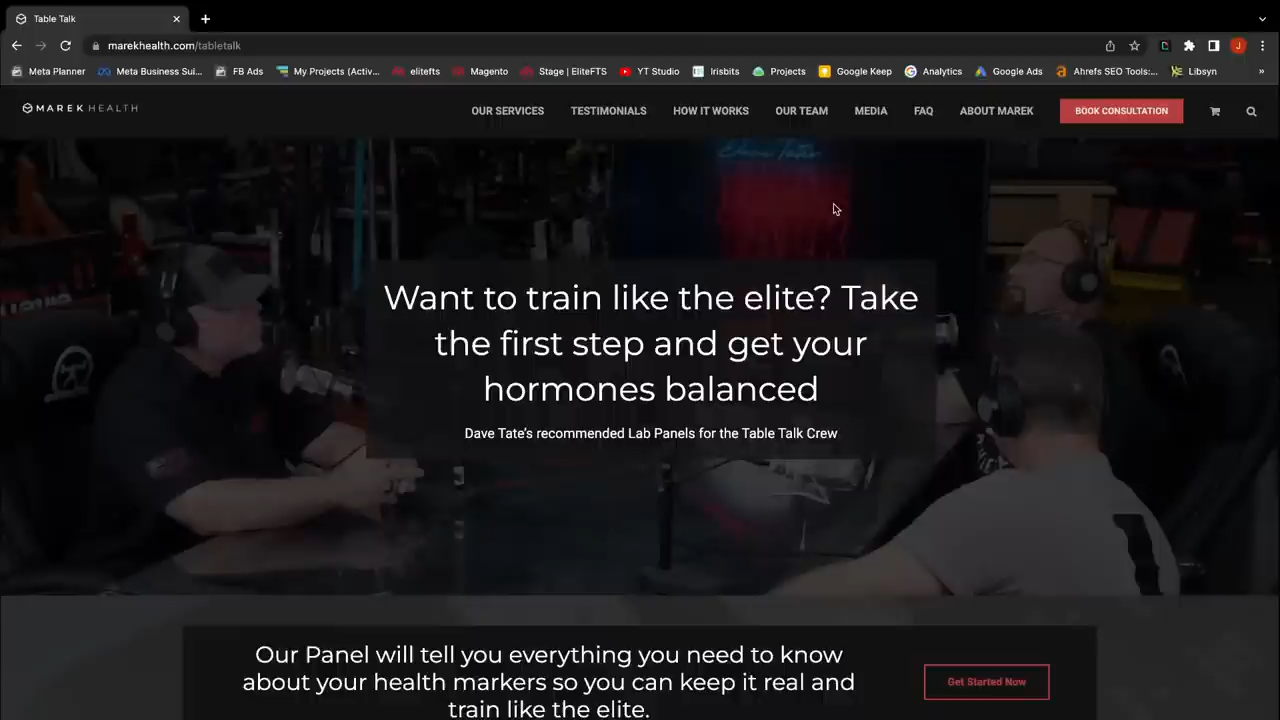 Table Talk
marekhealth.com/tabletalk
J
Meta Planner
Meta Business Sui...
FB Ads
My Projects (Activ...
elitefts
Magento
Stage | EliteFTS
YT Studio
Irisbits
Projects
Google Keep
Analytics
Google Ads
Ahrefs SEO Tools:...
Libsyn
»
MAREK HEALTH
OUR SERVICES
TESTIMONIALS
HOW IT WORKS
OUR TEAM
MEDIA
FAQ
ABOUT MAREK
BOOK CONSULTATION
Want to train like the elite? Take
the first step and get your
hormones balanced
Dave Tate's recommended Lab Panels for the Table Talk Crew
Our Panel will tell you everything you need to know
about your health markers so you can keep it real and
train like the elite.
Get Started Now